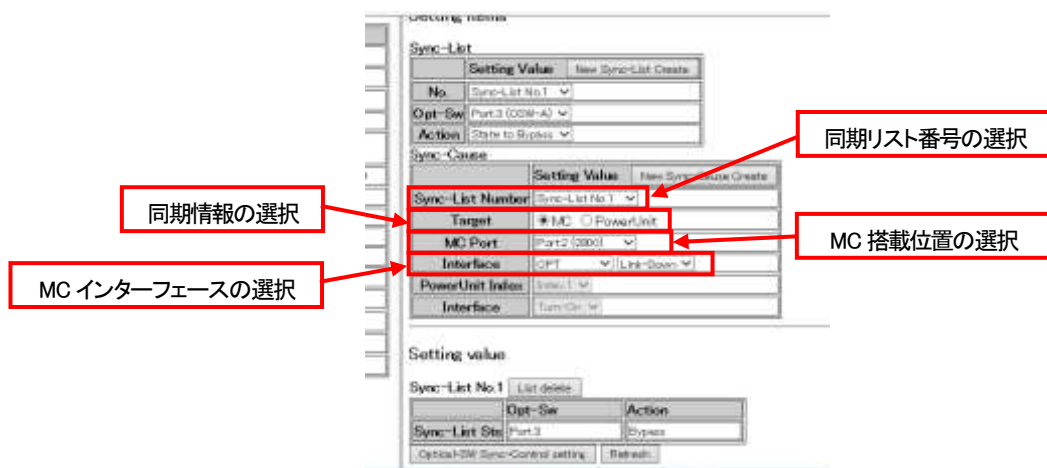 Setting items
Sync-List
Setting Value New Sync-List Create
No. Sync-List No.1
Opt-Sw Port.3 (OSW-A)
Action State to Bypass
Sync-Cause
Setting Value New Sync-Cause Create
Sync-List Number Sync-List No.1
Target MC PowerUnit
MC Port Port.2 (2800)
Interface OPT Link-Down
PowerUnit Index Index.1
Interface Turn-On
Setting value
Sync-List No.1 List delete
Opt-Sw Action
Sync-List Sts Port.3 Bypass
Optical-SW Sync-Control setting Refresh
同期リスト番号の選択
同期情報の選択
MC 搭載位置の選択
MC インターフェースの選択